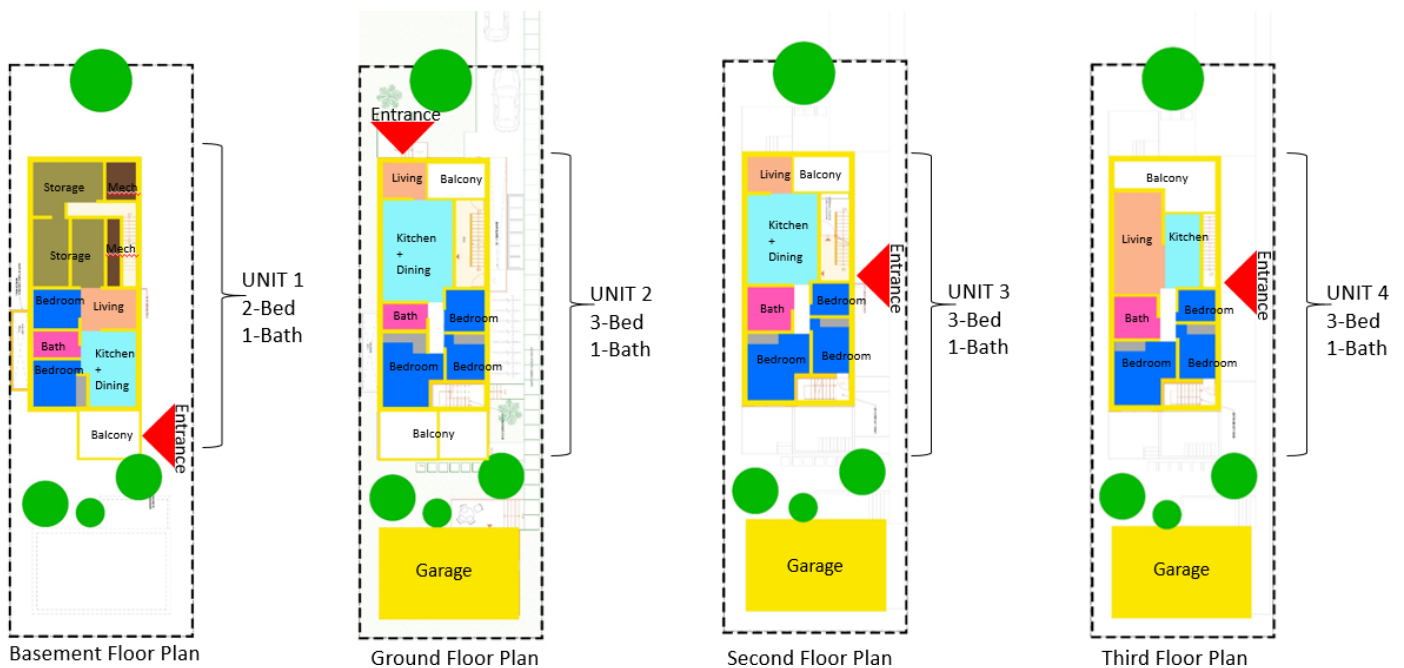 Storage
Mech
Storage
Mech
Bedroom
Living
Bath
Kitchen
+
Dining
Bedroom
Balcony
Entrance
UNIT 1
2-Bed
1-Bath
Basement Floor Plan
Entrance
Living
Balcony
Kitchen
+
Dining
Bath
Bedroom
Bedroom
Bedroom
Balcony
Garage
UNIT 2
3-Bed
1-Bath
Ground Floor Plan
Living
Balcony
Kitchen
+
Dining
Entrance
Bath
Bedroom
Bedroom
Bedroom
Garage
UNIT 3
3-Bed
1-Bath
Second Floor Plan
Balcony
Living
Kitchen
Entrance
Bath
Bedroom
Bedroom
Bedroom
Garage
UNIT 4
3-Bed
1-Bath
Third Floor Plan